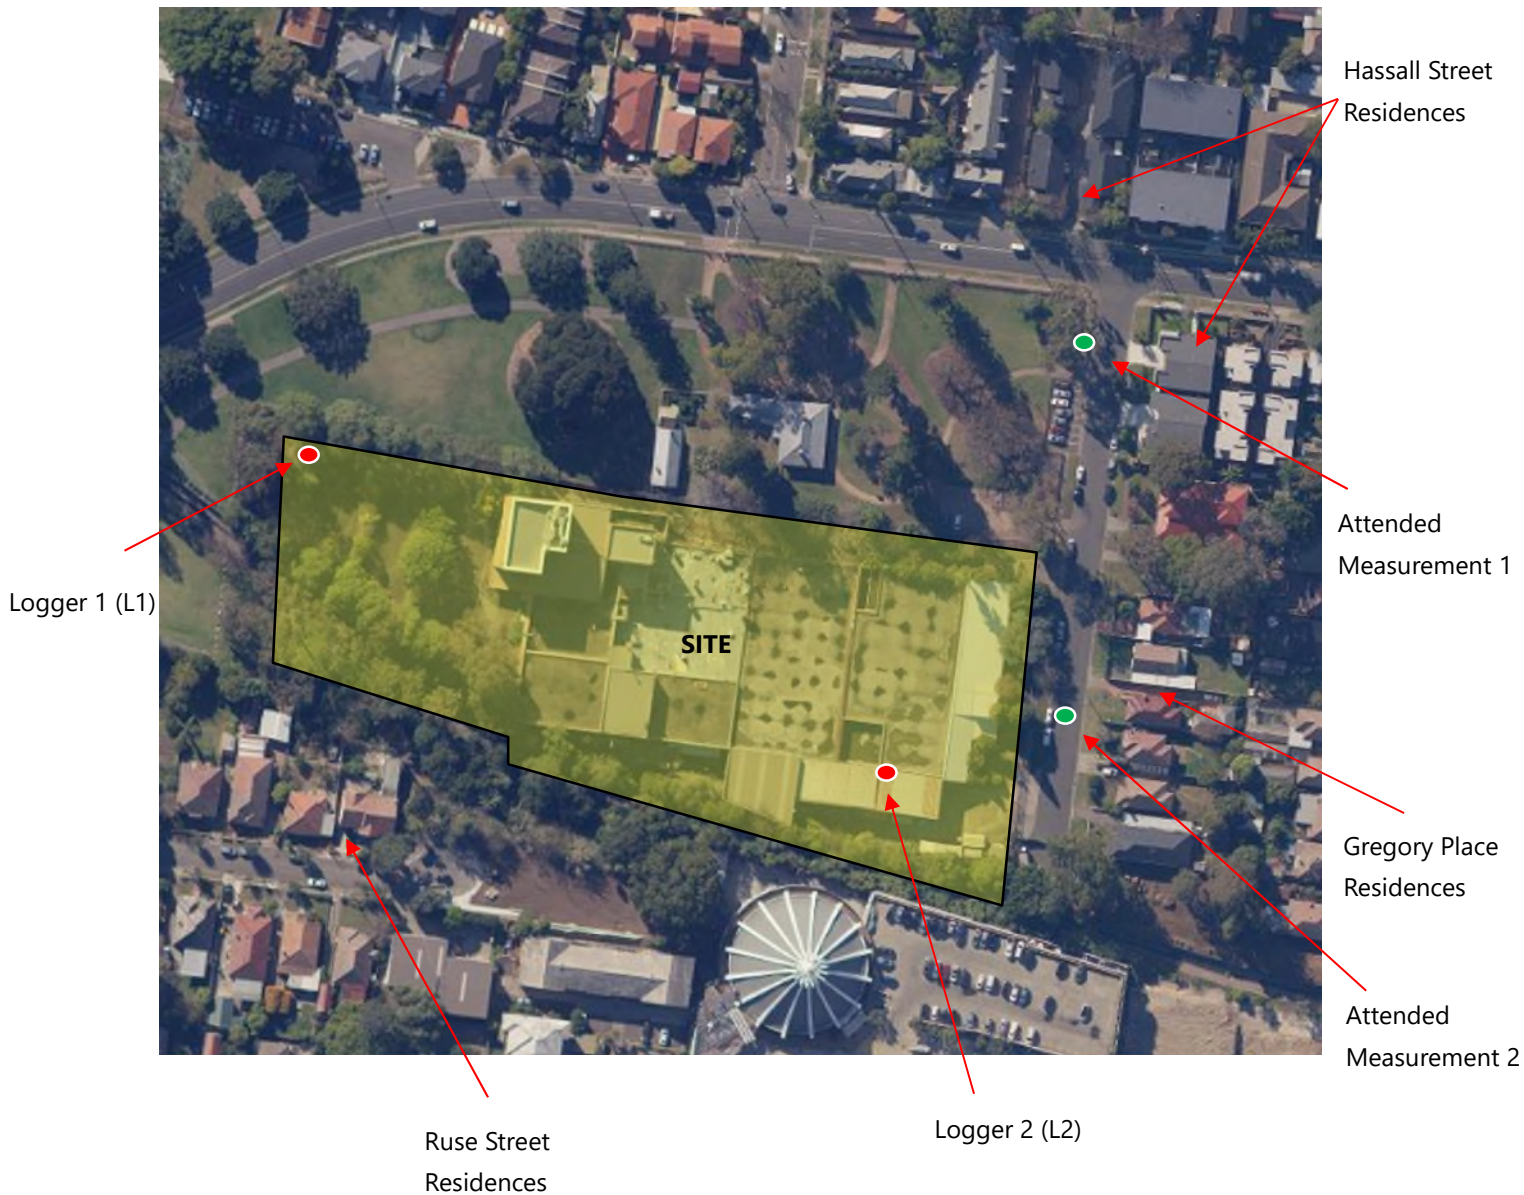 Hassall Street
Residences
Attended
Measurement 1
Logger 1 (L1)
SITE
Gregory Place
Residences
Attended
Measurement 2
Logger 2 (L2)
Ruse Street
Residences